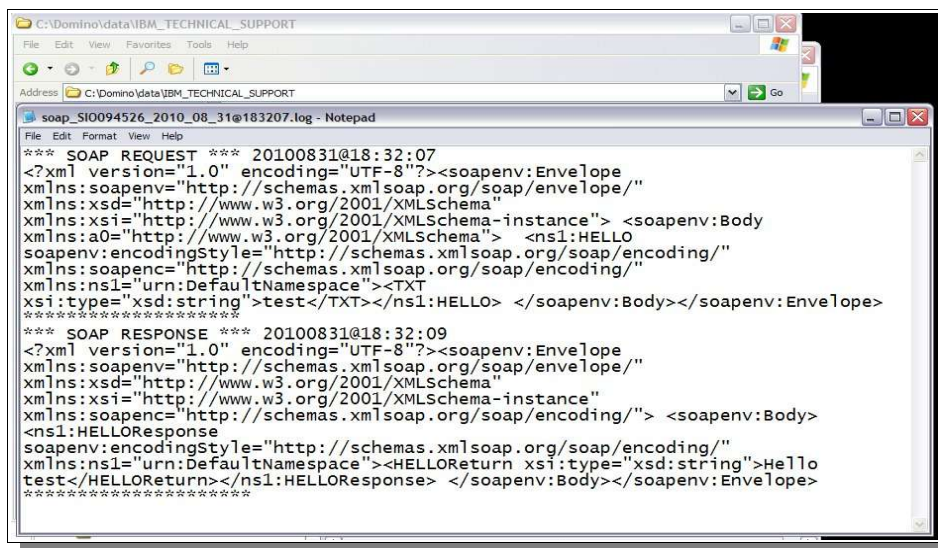 C:\Domino\data\IBM_TECHNICAL_SUPPORT
File Edit View Favorites Tools Help
Address C:\Domino\data\IBM_TECHNICAL_SUPPORT Go
soap_SIO094526_2010_08_31@183207.log - Notepad
File Edit Format View Help
*** SOAP REQUEST *** 20100831@18:32:07
<?xml version="1.0" encoding="UTF-8"?><soapenv:Envelope
xmlns:soapenv="http://schemas.xmlsoap.org/soap/envelope/"
xmlns:xsd="http://www.w3.org/2001/XMLSchema"
xmlns:xsi="http://www.w3.org/2001/XMLSchema-instance"> <soapenv:Body
xmlns:a0="http://www.w3.org/2001/XMLSchema"> <ns1:HELLO
soapenv:encodingStyle="http://schemas.xmlsoap.org/soap/encoding/"
xmlns:soapenc="http://schemas.xmlsoap.org/soap/encoding/"
xmlns:ns1="urn:DefaultNamespace"><TXT
xsi:type="xsd:string">test</TXT></ns1:HELLO> </soapenv:Body></soapenv:Envelope>
*********************
*** SOAP RESPONSE *** 20100831@18:32:09
<?xml version="1.0" encoding="UTF-8"?><soapenv:Envelope
xmlns:soapenv="http://schemas.xmlsoap.org/soap/envelope/"
xmlns:xsd="http://www.w3.org/2001/XMLSchema"
xmlns:xsi="http://www.w3.org/2001/XMLSchema-instance"
xmlns:soapenc="http://schemas.xmlsoap.org/soap/encoding/"> <soapenv:Body>
<ns1:HELLOResponse
soapenv:encodingStyle="http://schemas.xmlsoap.org/soap/encoding/"
xmlns:ns1="urn:DefaultNamespace"><HELLOReturn xsi:type="xsd:string">Hello
test</HELLOReturn></ns1:HELLOResponse> </soapenv:Body></soapenv:Envelope>
**********************